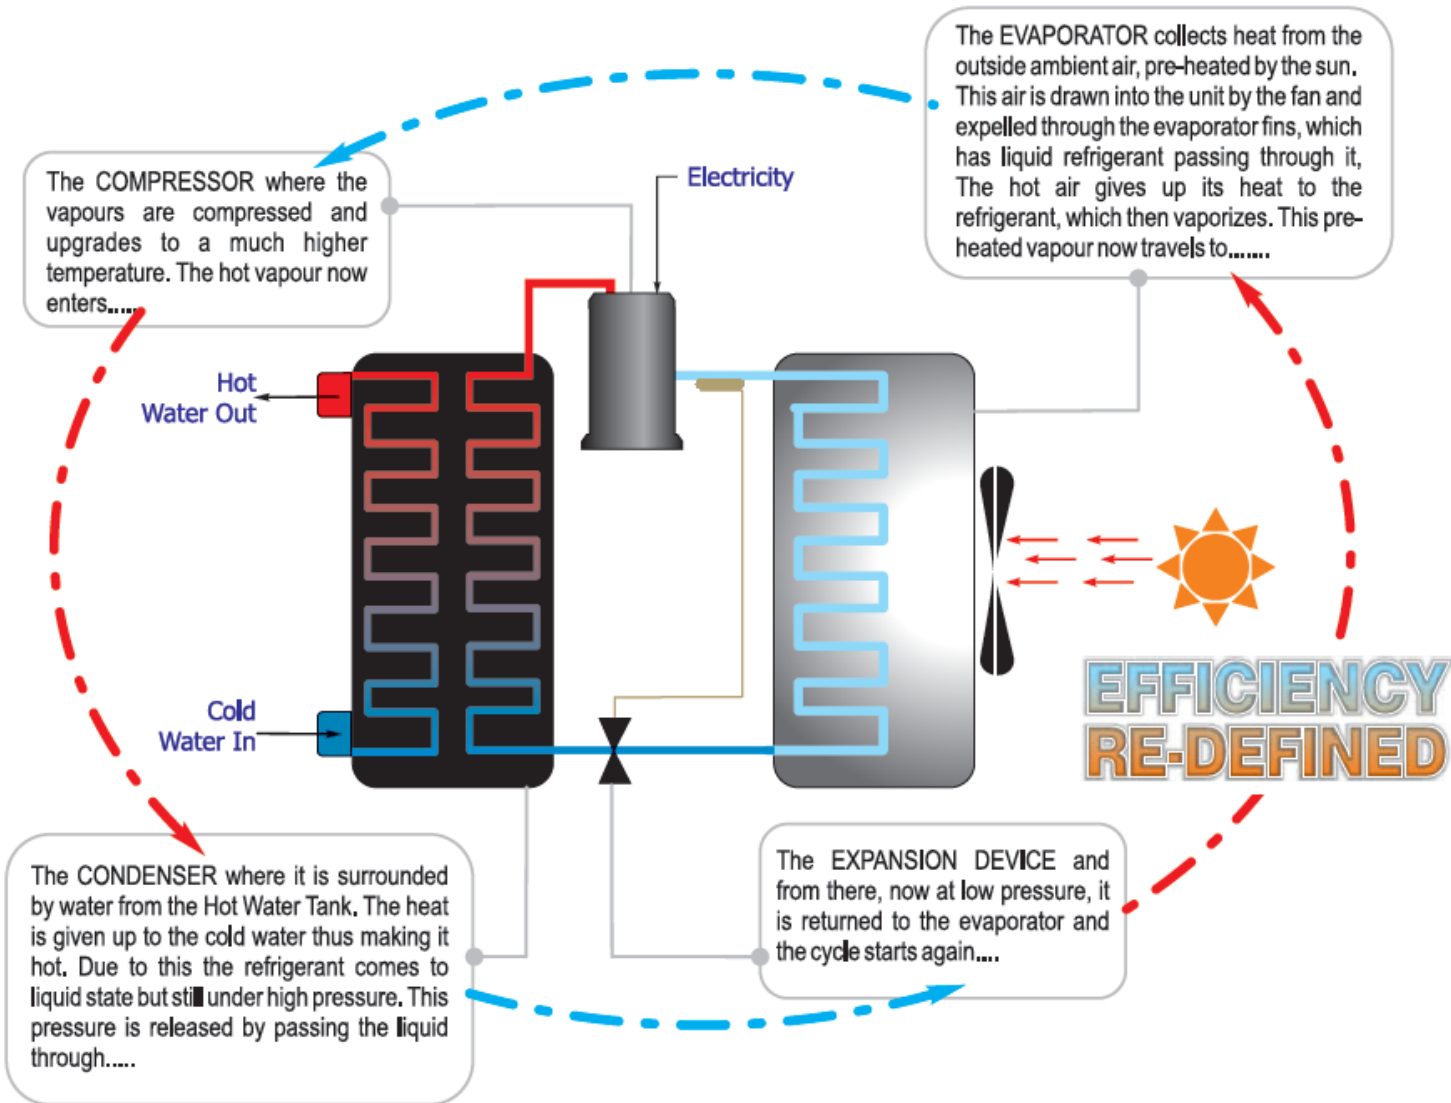 The EVAPORATOR collects heat from the
outside ambient air, pre-heated by the sun.
This air is drawn into the unit by the fan and
expelled through the evaporator fins, which
has liquid refrigerant passing through it,
The hot air gives up its heat to the
refrigerant, which then vaporizes. This pre-
heated vapour now travels to.......
The COMPRESSOR where the
vapours are compressed and
upgrades to a much higher
temperature. The hot vapour now
enters......
Electricity
Hot
Water Out
Cold
Water In
EFFICIENCY
RE-DEFINED
The CONDENSER where it is surrounded
by water from the Hot Water Tank. The heat
is given up to the cold water thus making it
hot. Due to this the refrigerant comes to
liquid state but still under high pressure. This
pressure is released by passing the liquid
through.....
The EXPANSION DEVICE and
from there, now at low pressure, it
is returned to the evaporator and
the cycle starts again....